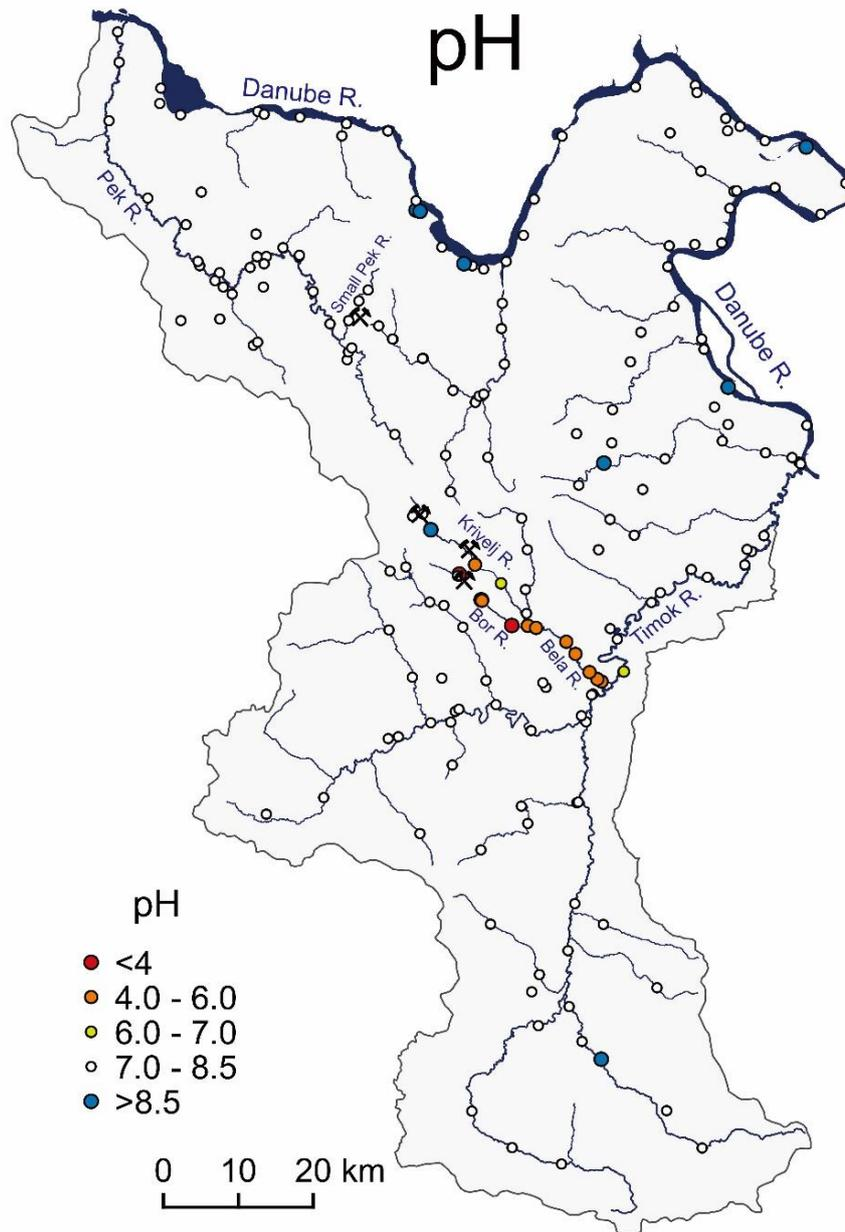 pH
Danube R.
Pek R.
Small Pek R.
Danube R.
Krivelj R.
Bor R.
Bela R.
Timok R.
pH
<4
4.0 - 6.0
6.0 - 7.0
7.0 - 8.5
>8.5
0 10 20 km